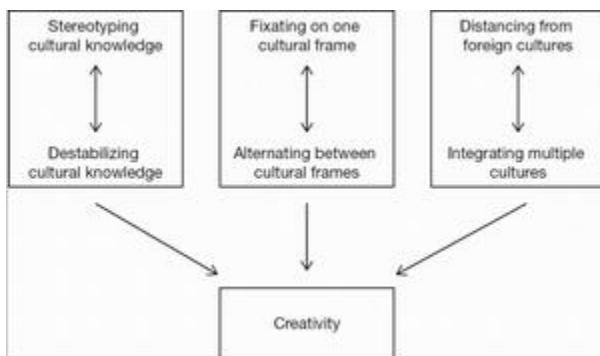 Stereotyping
cultural knowledge
Destabilizing
cultural knowledge
Fixating on one
cultural frame
Alternating between
cultural frames
Distancing from
foreign cultures
Integrating multiple
cultures
Creativity